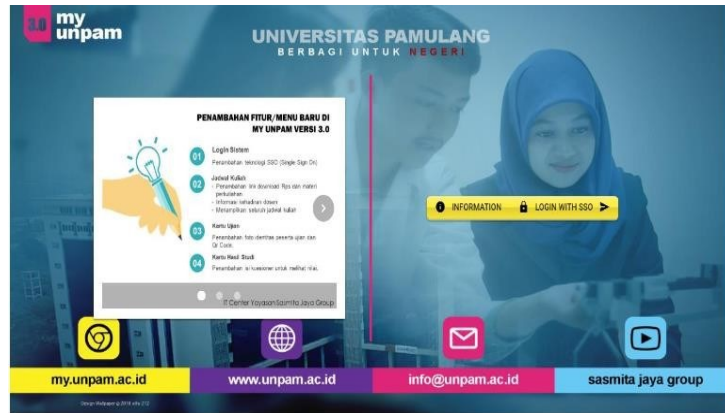 3.0 my
unpam
UNIVERSITAS PAMULANG
BERBAGI UNTUK NEGERI
PENAMBAHAN FITUR/MENU BARU DI
MY UNPAM VERSI 3.0
01 Login Sistem
Penambahan teknologi SSO (Single Sign On)
02 Jadwal Kuliah
- Penambahan link download Rps dan materi
perkuliahan.
- Informasi kehadiran dosen
- Menampilkan seluruh jadwal kuliah
03 Kartu Ujian
Penambahan foto identitas peserta ujian dan
Qr Code.
04 Kartu Hasil Studi
Penambahan isi kuesioner untuk melihat nilai.
IT Center Yayasan Sasmita Jaya Group
INFORMATION LOGIN WITH SSO
my.unpam.ac.id
www.unpam.ac.id
info@unpam.ac.id
sasmita jaya group